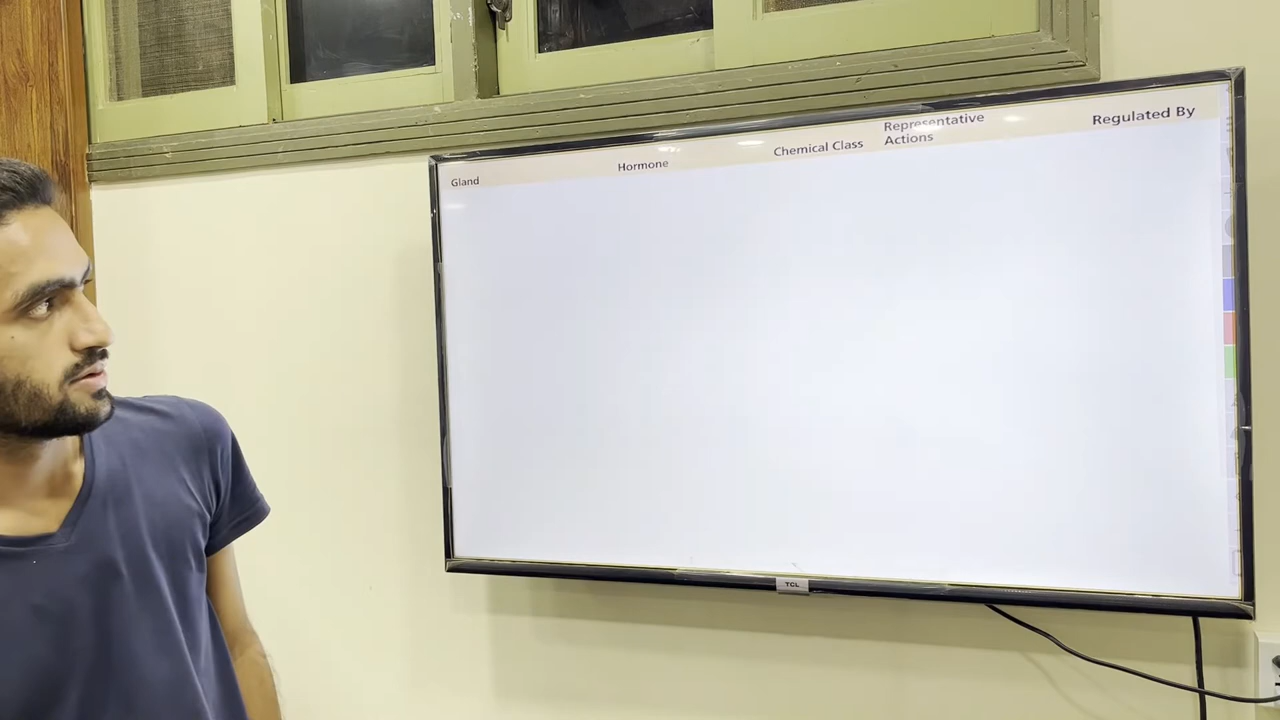 Gland
Hormone
Chemical Class
Representative
Actions
Regulated By
TCL